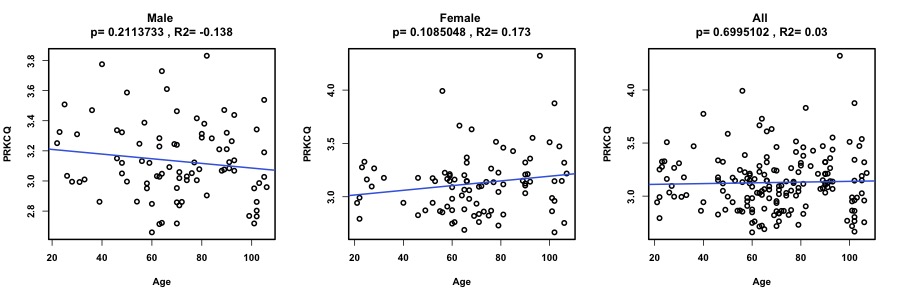 Male
p= 0.2113733 , R2= -0.138
PRKCQ
3.8
3.6
3.4
3.2
3.0
2.8
20 40 60 80 100
Age
Female
p= 0.1085048 , R2= 0.173
PRKCQ
4.0
3.5
3.0
20 40 60 80 100
Age
All
p= 0.6995102 , R2= 0.03
PRKCQ
4.0
3.5
3.0
20 40 60 80 100
Age